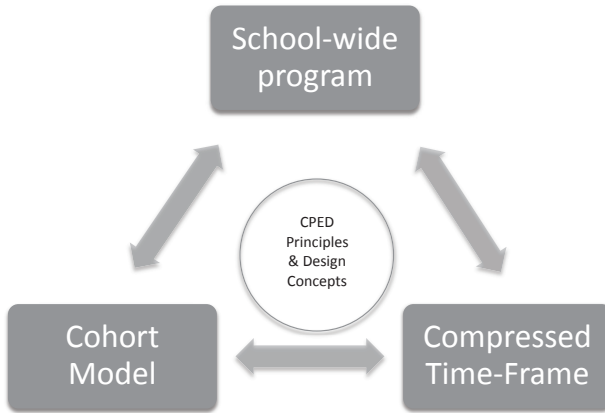 School-wide
program
CPED
Principles
& Design
Concepts
Cohort
Model
Compressed
Time-Frame